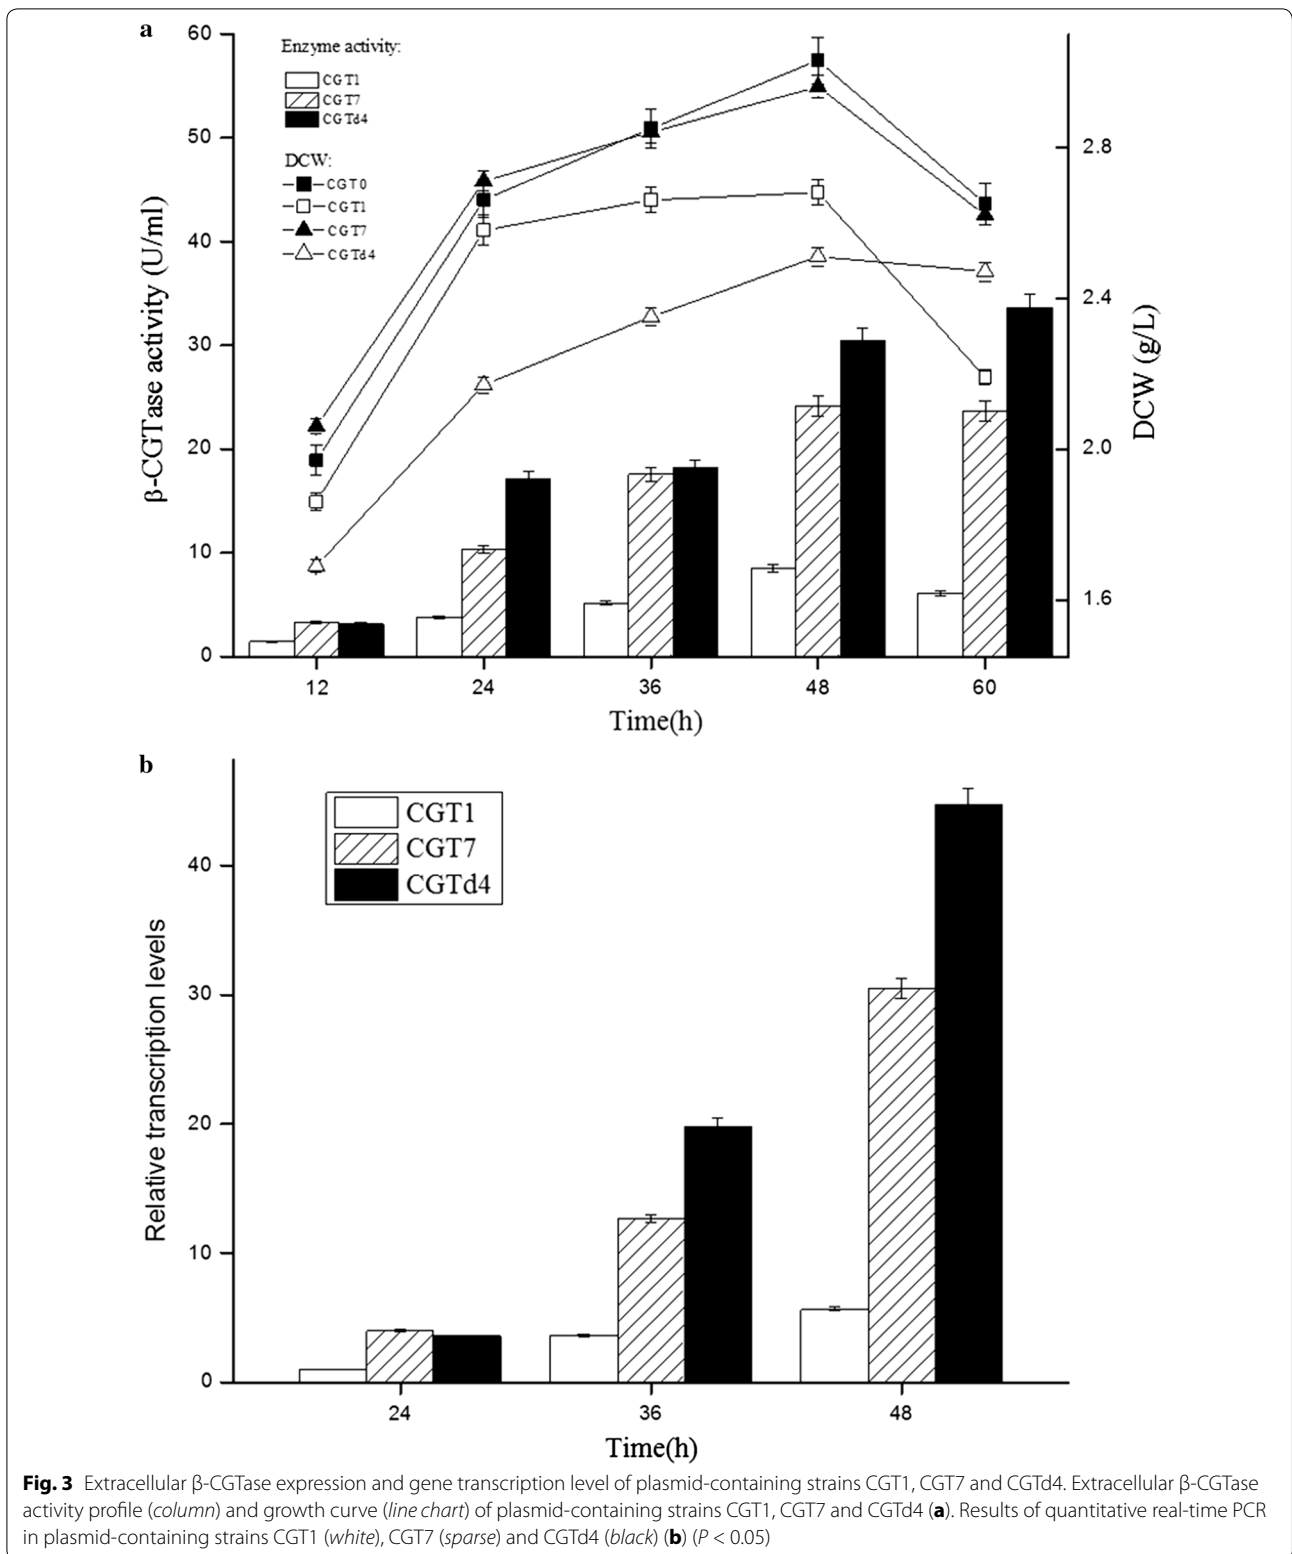 a
60
50
40
30
20
10
0
β-CGTase activity (U/ml)
Enzyme activity:
CGT1
CGT7
CGTd4
DCW:
CGT0
CGT1
CGT7
CGTd4
2.8
2.4
2.0
1.6
DCW (g/L)
12 24 36 48 60
Time(h)
b
40
30
20
10
0
Relative transcription levels
CGT1
CGT7
CGTd4
24 36 48
Time(h)
Fig. 3 Extracellular β-CGTase expression and gene transcription level of plasmid-containing strains CGT1, CGT7 and CGTd4. Extracellular β-CGTase
activity profile (column) and growth curve (line chart) of plasmid-containing strains CGT1, CGT7 and CGTd4 (a). Results of quantitative real-time PCR
in plasmid-containing strains CGT1 (white), CGT7 (sparse) and CGTd4 (black) (b) (P < 0.05)